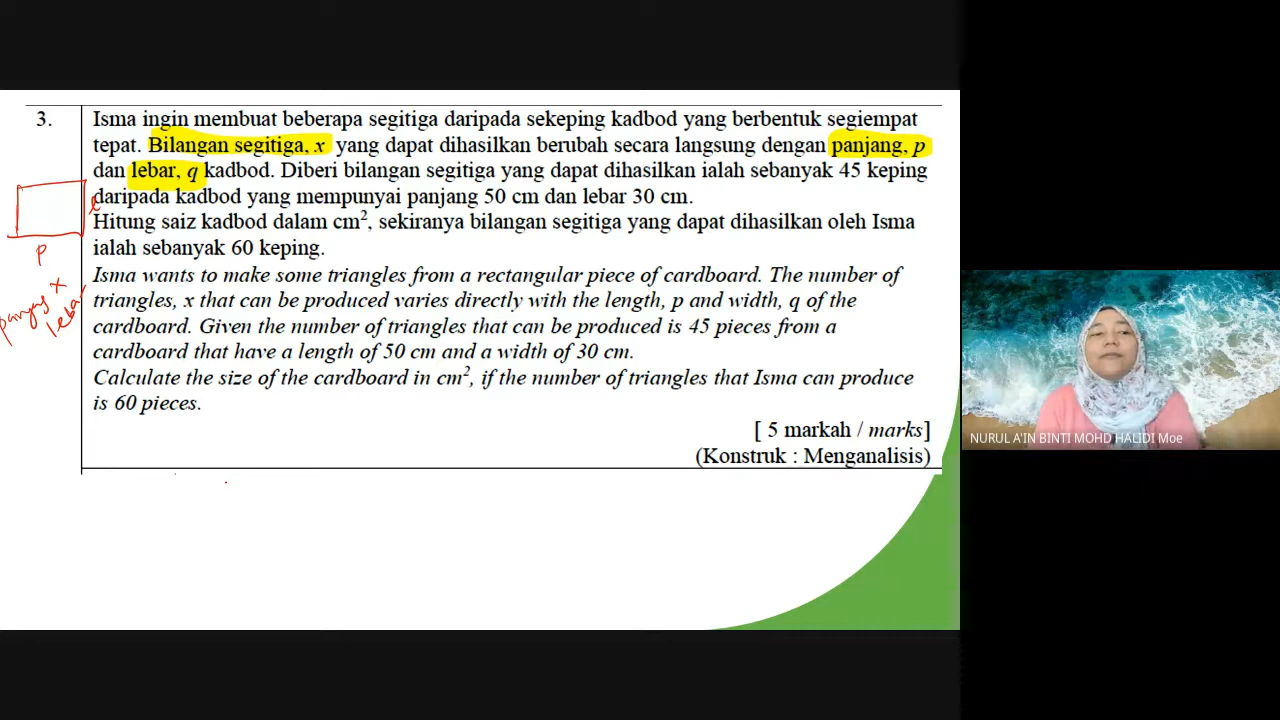 3.
Isma ingin membuat beberapa segitiga daripada sekeping kadbod yang berbentuk segiempat
tepat. Bilangan segitiga, x yang dapat dihasilkan berubah secara langsung dengan panjang, p
dan lebar, q kadbod. Diberi bilangan segitiga yang dapat dihasilkan ialah sebanyak 45 keping
daripada kadbod yang mempunyai panjang 50 cm dan lebar 30 cm.
Hitung saiz kadbod dalam cm², sekiranya bilangan segitiga yang dapat dihasilkan oleh Isma
ialah sebanyak 60 keping.
Isma wants to make some triangles from a rectangular piece of cardboard. The number of
triangles, x that can be produced varies directly with the length, p and width, q of the
cardboard. Given the number of triangles that can be produced is 45 pieces from a
cardboard that have a length of 50 cm and a width of 30 cm.
Calculate the size of the cardboard in cm², if the number of triangles that Isma can produce
is 60 pieces.
[ 5 markah / marks]
(Konstruk : Menganalisis)
l
p
panjang x
lebar
NURUL A'IN BINTI MOHD HALIDI Moe